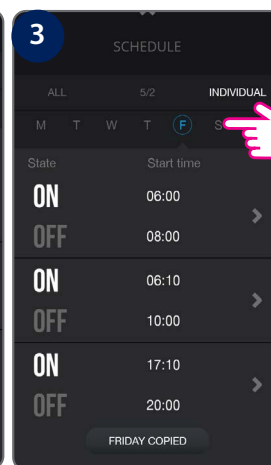 3
SCHEDULE
ALL 5/2 INDIVIDUAL
M T W T F S
State Start time
ON 06:00
OFF 08:00
ON 06:10
OFF 10:00
ON 17:10
OFF 20:00
FRIDAY COPIED